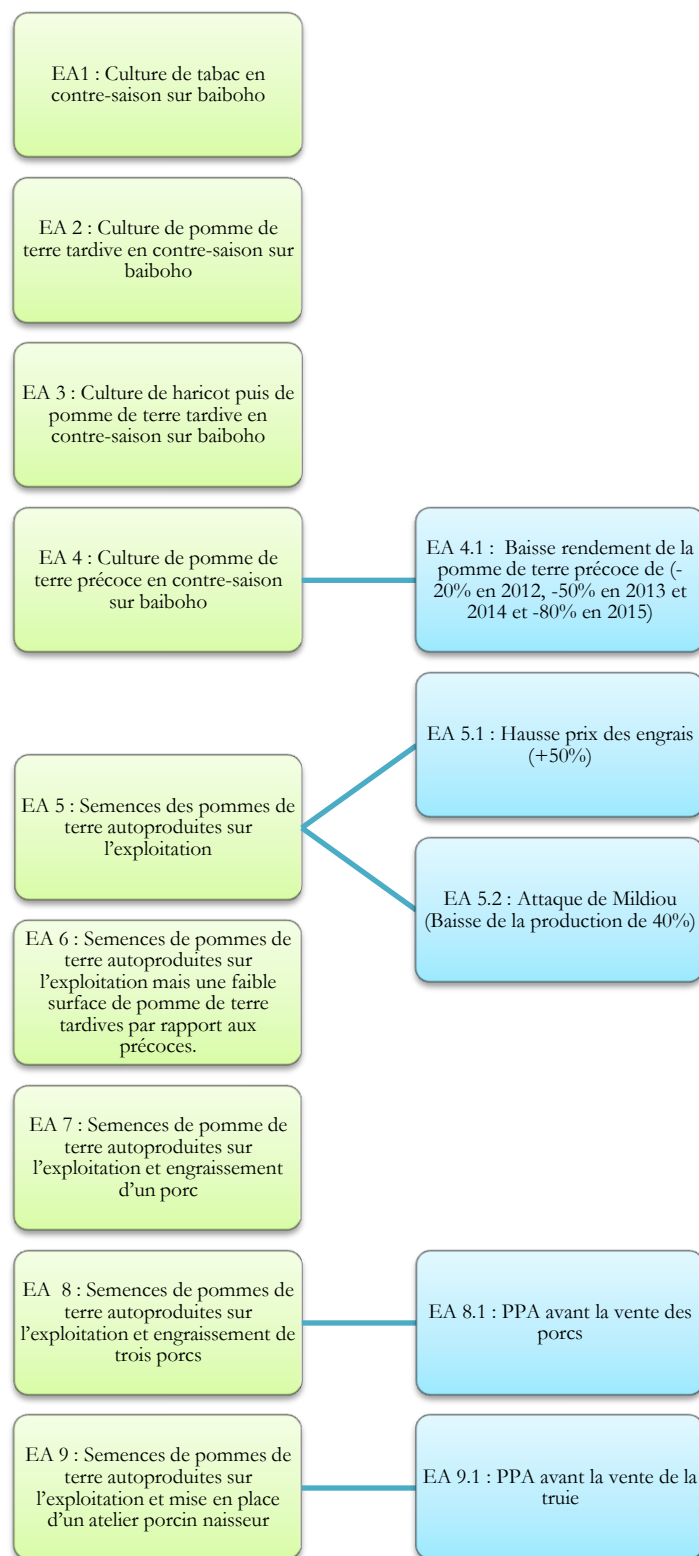 EA1 : Culture de tabac en
contre-saison sur baiboho
EA 2 : Culture de pomme de
terre tardive en contre-saison sur
baiboho
EA 3 : Culture de haricot puis de
pomme de terre tardive en
contre-saison sur baiboho
EA 4 : Culture de pomme de
terre précoce en contre-saison
sur baiboho
EA 4.1 : Baisse rendement de la
pomme de terre précoce de (-
20% en 2012, -50% en 2013 et
2014 et -80% en 2015)
EA 5 : Semences des pommes de
terre autoproduites sur
l’exploitation
EA 5.1 : Hausse prix des engrais
(+50%)
EA 5.2 : Attaque de Mildiou
(Baisse de la production de 40%)
EA 6 : Semences de pommes de
terre autoproduites sur
l’exploitation mais une faible
surface de pomme de terre
tardives par rapport aux
précoces.
EA 7 : Semences de pomme de
terre autoproduites sur
l’exploitation et engraissement
d’un porc
EA 8 : Semences de pommes de
terre autoproduites sur
l’exploitation et engraissement de
trois porcs
EA 8.1 : PPA avant la vente des
porcs
EA 9 : Semences de pommes de
terre autoproduites sur
l’exploitation et mise en place
d’un atelier porcin naisseur
EA 9.1 : PPA avant la vente de la
truie